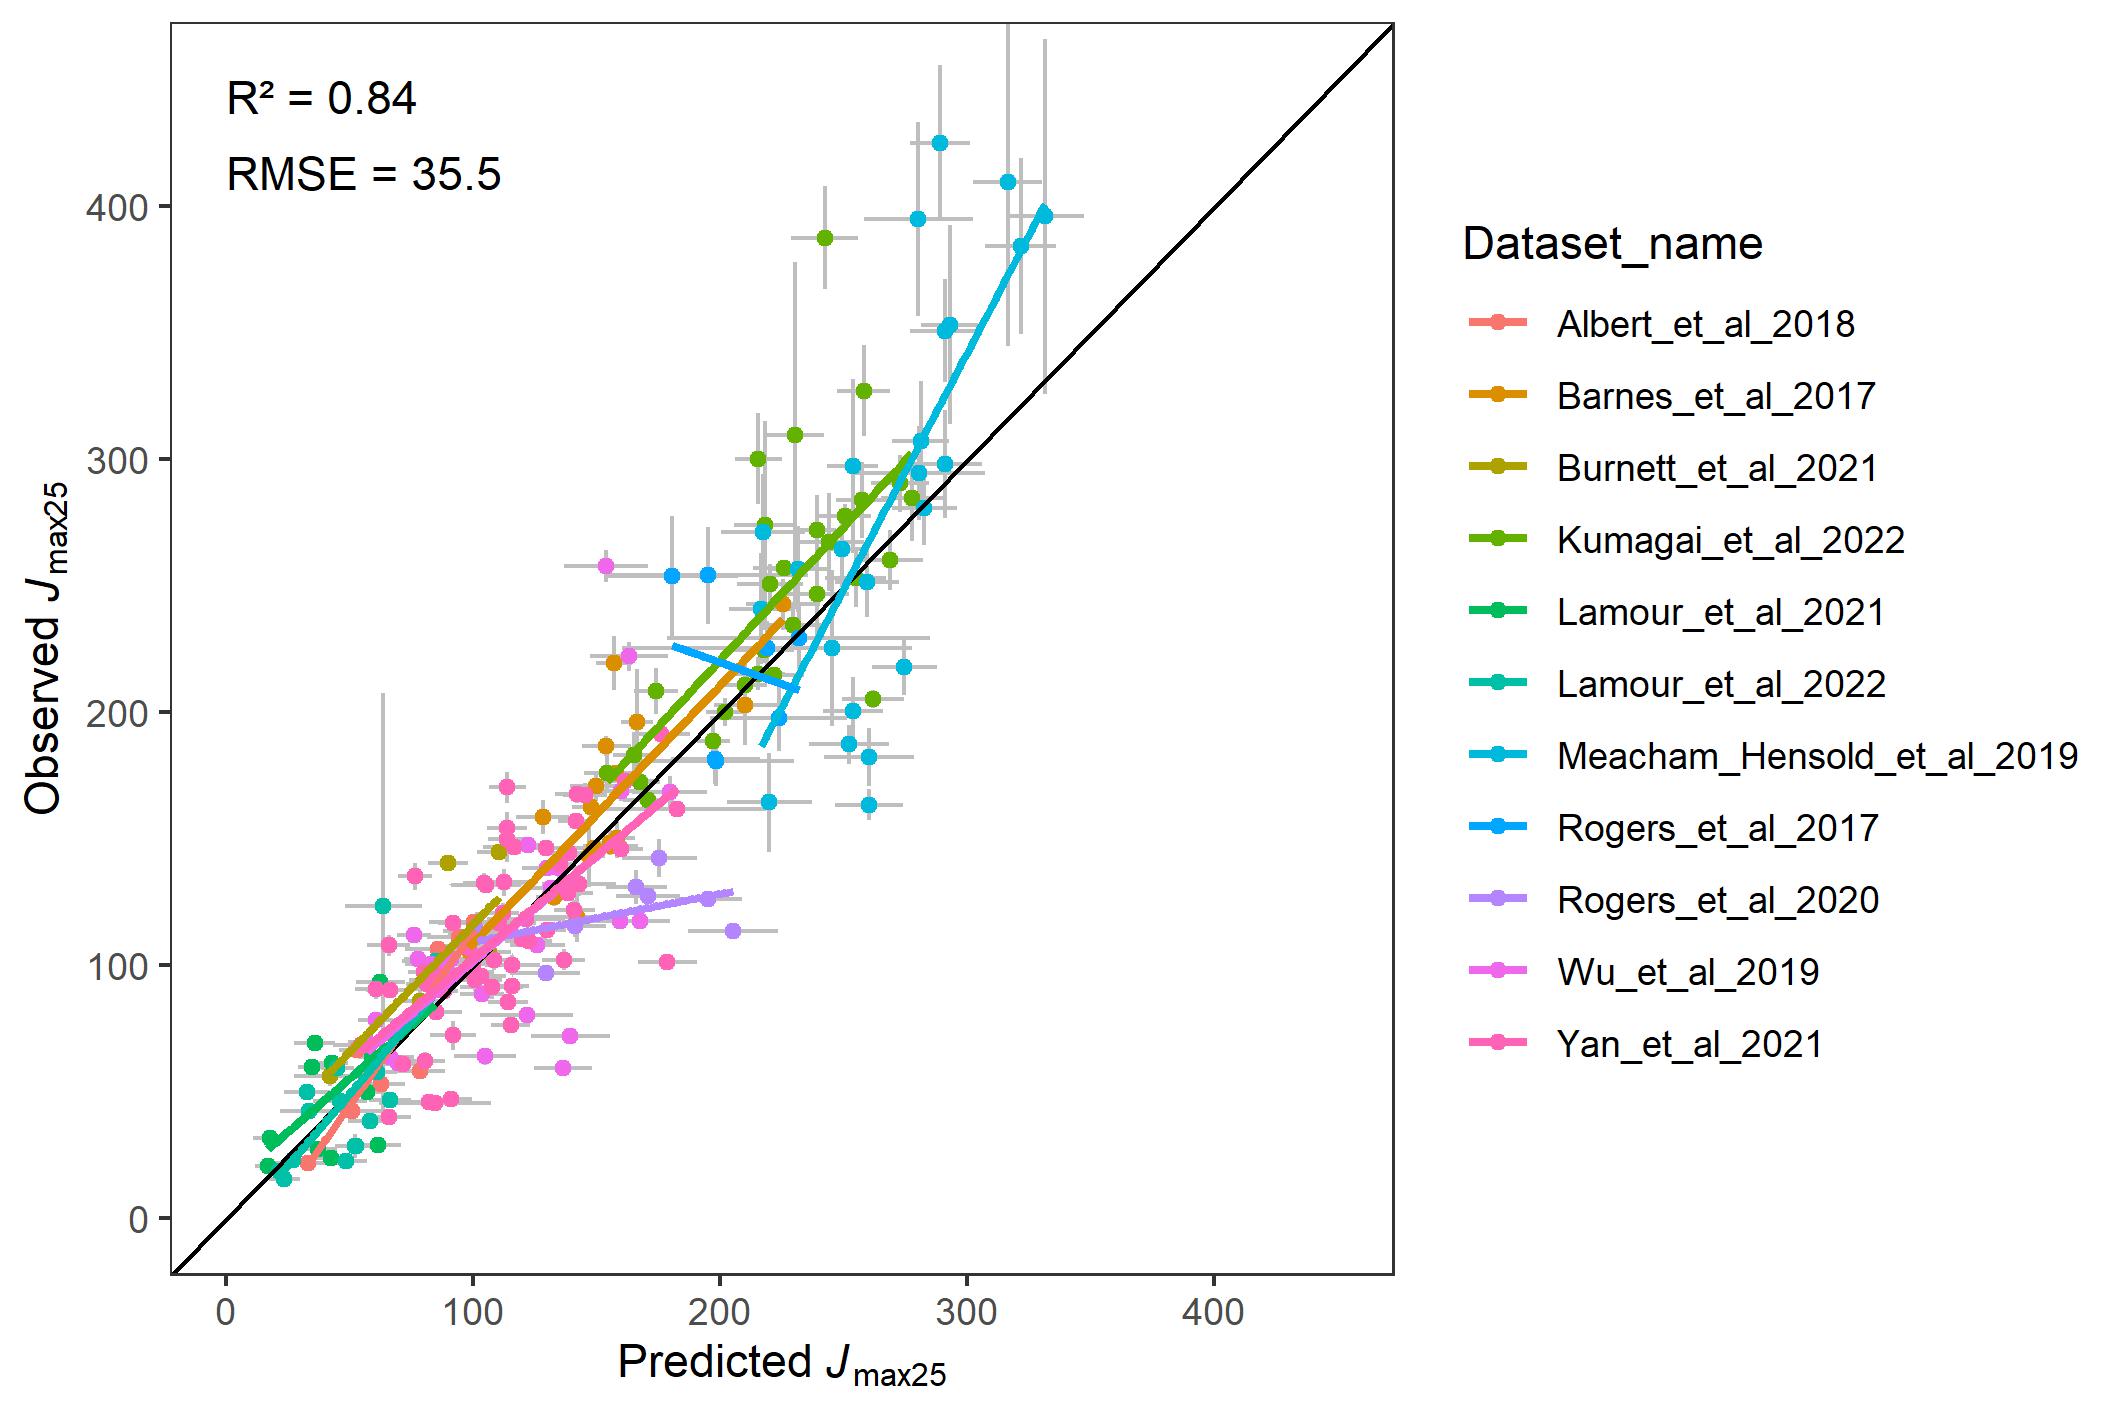 R² = 0.84
RMSE = 35.5
400
300
200
100
0
Observed Jmax25
0 100 200 300 400
Predicted Jmax25
Dataset_name
Albert_et_al_2018
Barnes_et_al_2017
Burnett_et_al_2021
Kumagai_et_al_2022
Lamour_et_al_2021
Lamour_et_al_2022
Meacham_Hensold_et_al_2019
Rogers_et_al_2017
Rogers_et_al_2020
Wu_et_al_2019
Yan_et_al_2021